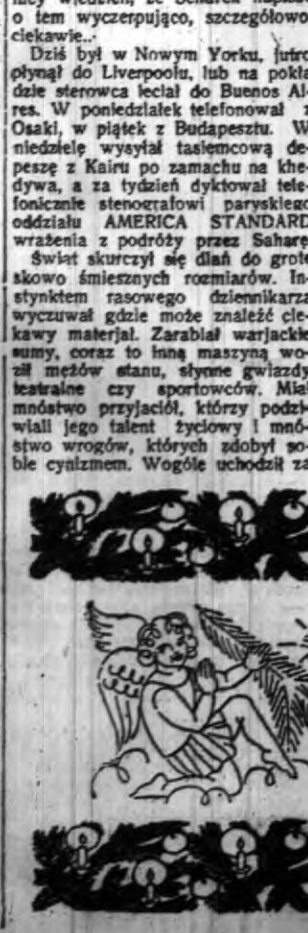 o tem wyczerpująco, szczegółowo
ciekawie..
Dziś był w Nowym Yorku, jutro
płynął do Liverpoolu, lub na pokła
dzie sterowca leciał do Buenos Ai-
res. W poniedziałek telefonował z
Osaki, w piątek z Budapesztu. W
niedzielę wysyłał tasiemcową de-
peszę z Kairu po zamachu na khe-
dywa, a za tydzień dyktował tele-
fonicznie stenografowi paryskiego
oddziału AMERICA STANDARD
wrażenia z podróży przez Saharę
Świat skurczył się dlań do grote
skowo śmiesznych rozmiarów. In-
stynktem rasowego dziennikarza
wyczuwał gdzie może znaleźć cie-
kawy materjał. Zarabiał warjackie
sumy, coraz to inną maszyną wo-
ził mężów stanu, słynne gwiazdy
teatralne czy sportowców. Miał
mnóstwo przyjaciół, którzy podzi-
wiali jego talent życiowy i mnó-
stwo wrogów, których zdobył so-
bie cynizmem. Wogóle uchodził za